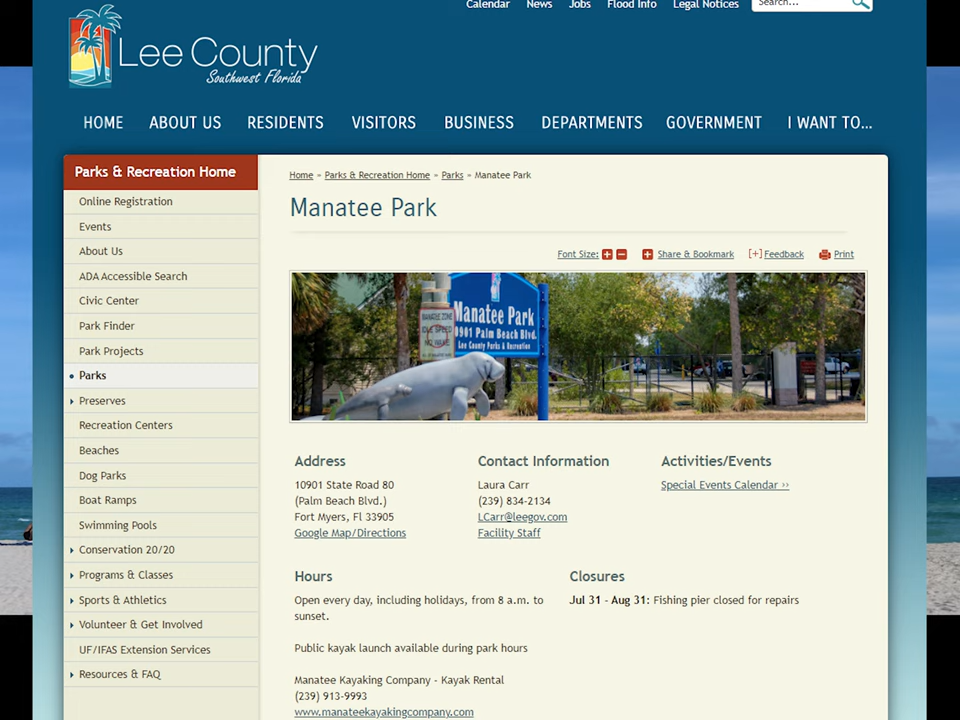 Calendar News Jobs Flood Info Legal Notices Search...
Lee County
Southwest Florida
HOME ABOUT US RESIDENTS VISITORS BUSINESS DEPARTMENTS GOVERNMENT I WANT TO...
Parks & Recreation Home
Online Registration
Events
About Us
ADA Accessible Search
Civic Center
Park Finder
Park Projects
Parks
Preserves
Recreation Centers
Beaches
Dog Parks
Boat Ramps
Swimming Pools
Conservation 20/20
Programs & Classes
Sports & Athletics
Volunteer & Get Involved
UF/IFAS Extension Services
Resources & FAQ
Home » Parks & Recreation Home » Parks » Manatee Park
Manatee Park
Font Size: + - + Share & Bookmark [+] Feedback Print
MANATEE ZONE
IDLE SPEED
NO WAKE
Manatee Park
10901 Palm Beach Blvd.
Lee County Parks & Recreation
Address
10901 State Road 80
(Palm Beach Blvd.)
Fort Myers, Fl 33905
Google Map/Directions
Contact Information
Laura Carr
(239) 834-2134
LCarr@leegov.com
Facility Staff
Activities/Events
Special Events Calendar >>
Hours
Open every day, including holidays, from 8 a.m. to
sunset.
Public kayak launch available during park hours
Manatee Kayaking Company - Kayak Rental
(239) 913-9993
www.manateekayakingcompany.com
Closures
Jul 31 - Aug 31: Fishing pier closed for repairs